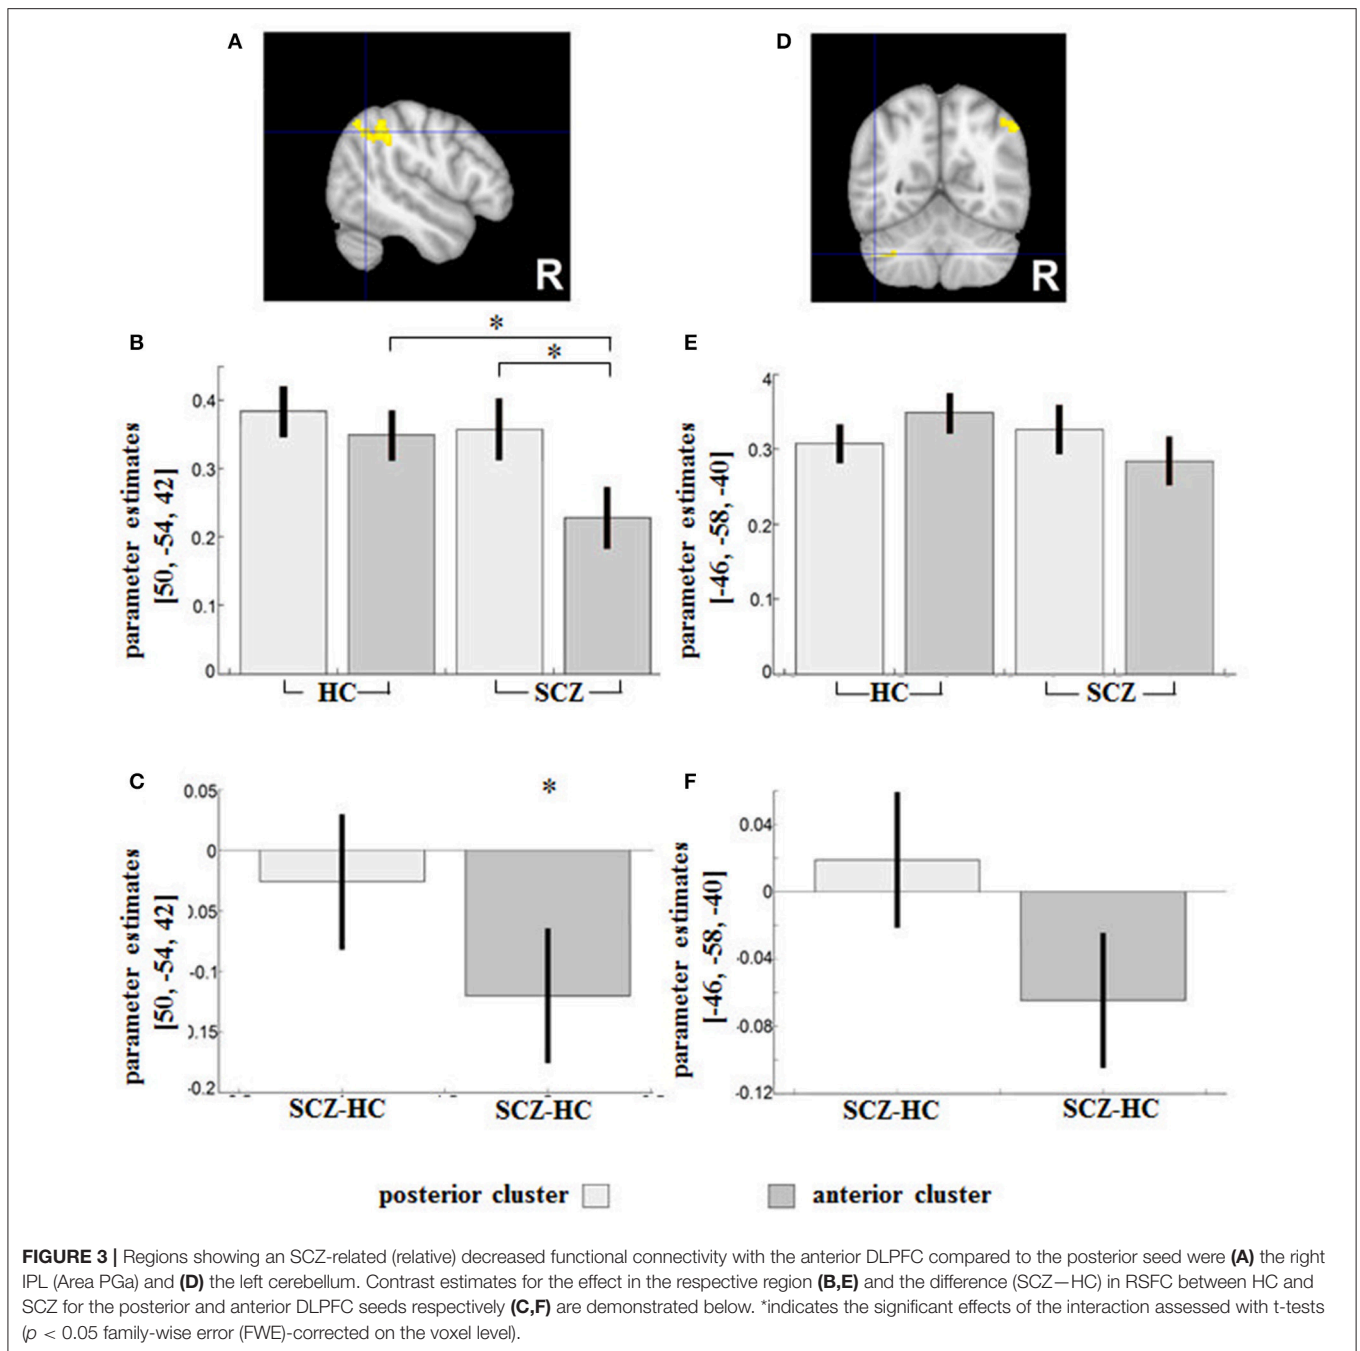 A
R
D
R
B
*
*
parameter estimates
[50, -54, 42]
0.4
0.3
0.2
0.1
0
HC
SCZ
E
parameter estimates
[-46, -58, -40]
4
0.3
0.2
0.1
0
HC
SCZ
C
*
parameter estimates
[50, -54, 42]
0.05
0
0.05
-0.1
0.15
-0.2
SCZ-HC
SCZ-HC
F
parameter estimates
[-46, -58, -40]
0.04
0
-0.04
-0.08
-0.12
SCZ-HC
SCZ-HC
posterior cluster
anterior cluster
FIGURE 3 | Regions showing an SCZ-related (relative) decreased functional connectivity with the anterior DLPFC compared to the posterior seed were (A) the right
IPL (Area PGa) and (D) the left cerebellum. Contrast estimates for the effect in the respective region (B,E) and the difference (SCZ—HC) in RSFC between HC and
SCZ for the posterior and anterior DLPFC seeds respectively (C,F) are demonstrated below. *indicates the significant effects of the interaction assessed with t-tests
(p < 0.05 family-wise error (FWE)-corrected on the voxel level).